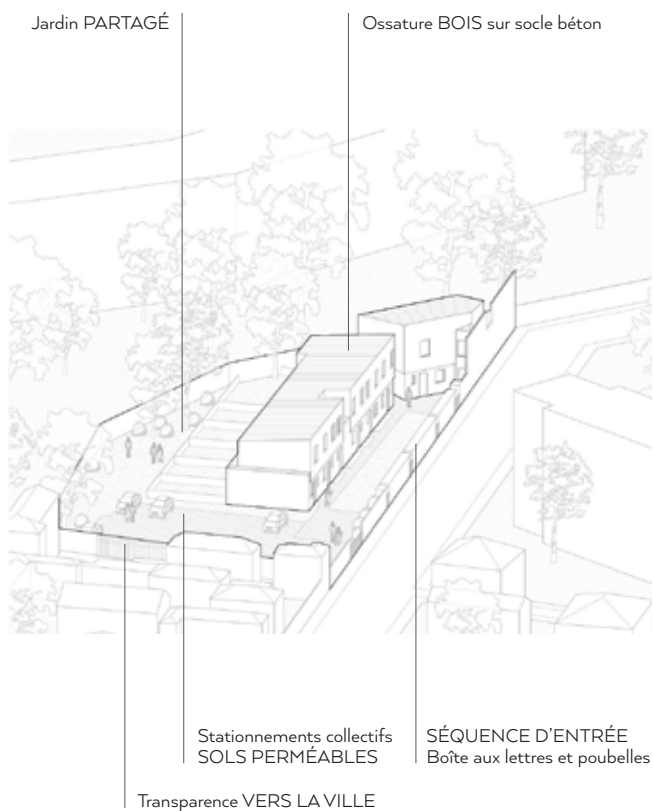 Jardin PARTAGÉ
Ossature BOIS sur socle béton
Stationnements collectifs
SOLS PERMÉABLES
SÉQUENCE D'ENTRÉE
Boîte aux lettres et poubelles
Transparence VERS LA VILLE